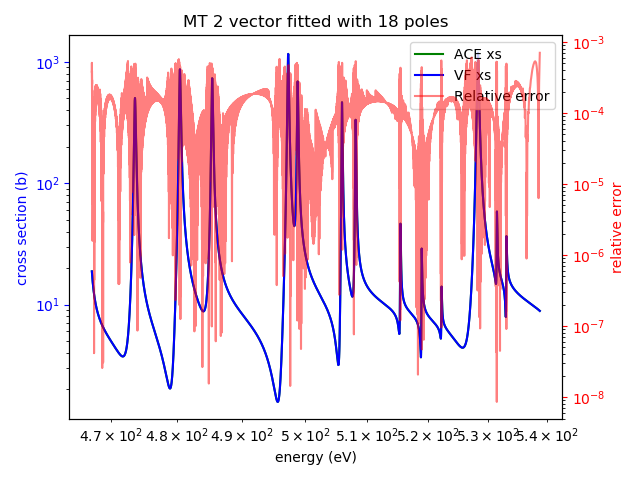 MT 2 vector fitted with 18 poles
ACE xs
VF xs
Relative error
cross section (b)
10³
10²
10¹
relative error
10⁻³
10⁻⁴
10⁻⁵
10⁻⁶
10⁻⁷
10⁻⁸
4.7 × 10² 4.8 × 10² 4.9 × 10² 5 × 10² 5.1 × 10² 5.2 × 10² 5.3 × 10² 5.4 × 10²
energy (eV)